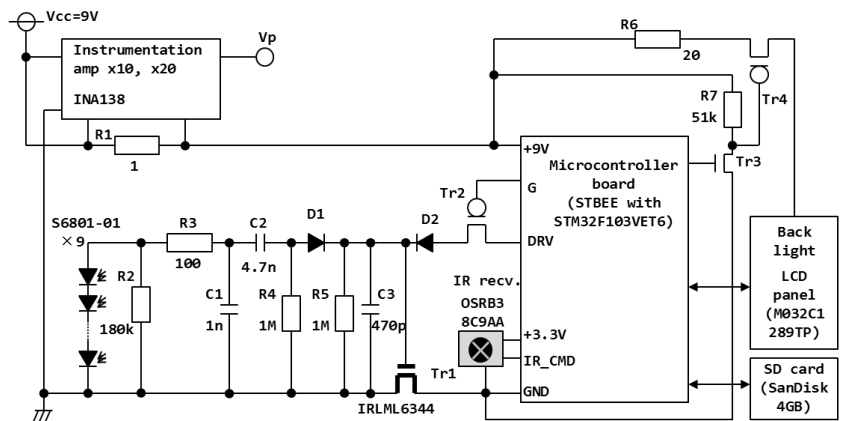 Vcc=9V
Vp
Instrumentation
amp x10, x20
INA138
R1
1
R6
20
Tr4
R7
51k
Tr3
+9V
Microcontroller
board
(STBEE with
STM32F103VET6)
G
DRV
+3.3V
IR_CMD
GND
Tr2
S6801-01
×9
R3
100
C2
4.7n
D1
D2
R2
180k
C1
1n
R4
1M
R5
1M
C3
470p
IR recv.
OSRB3
8C9AA
Tr1
IRLML6344
Back
light
LCD
panel
(M032C1
289TP)
SD card
(SanDisk
4GB)